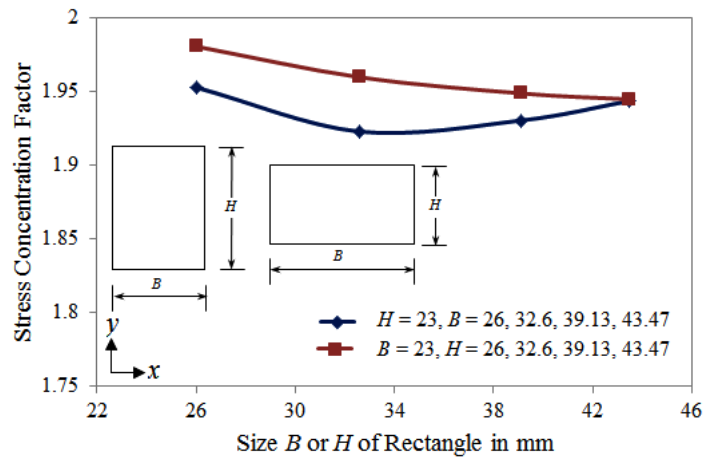 2
1.95
1.9
1.85
1.8
1.75
Stress Concentration Factor
H
B
H
B
y
x
H = 23, B = 26, 32.6, 39.13, 43.47
B = 23, H = 26, 32.6, 39.13, 43.47
22 26 30 34 38 42 46
Size B or H of Rectangle in mm